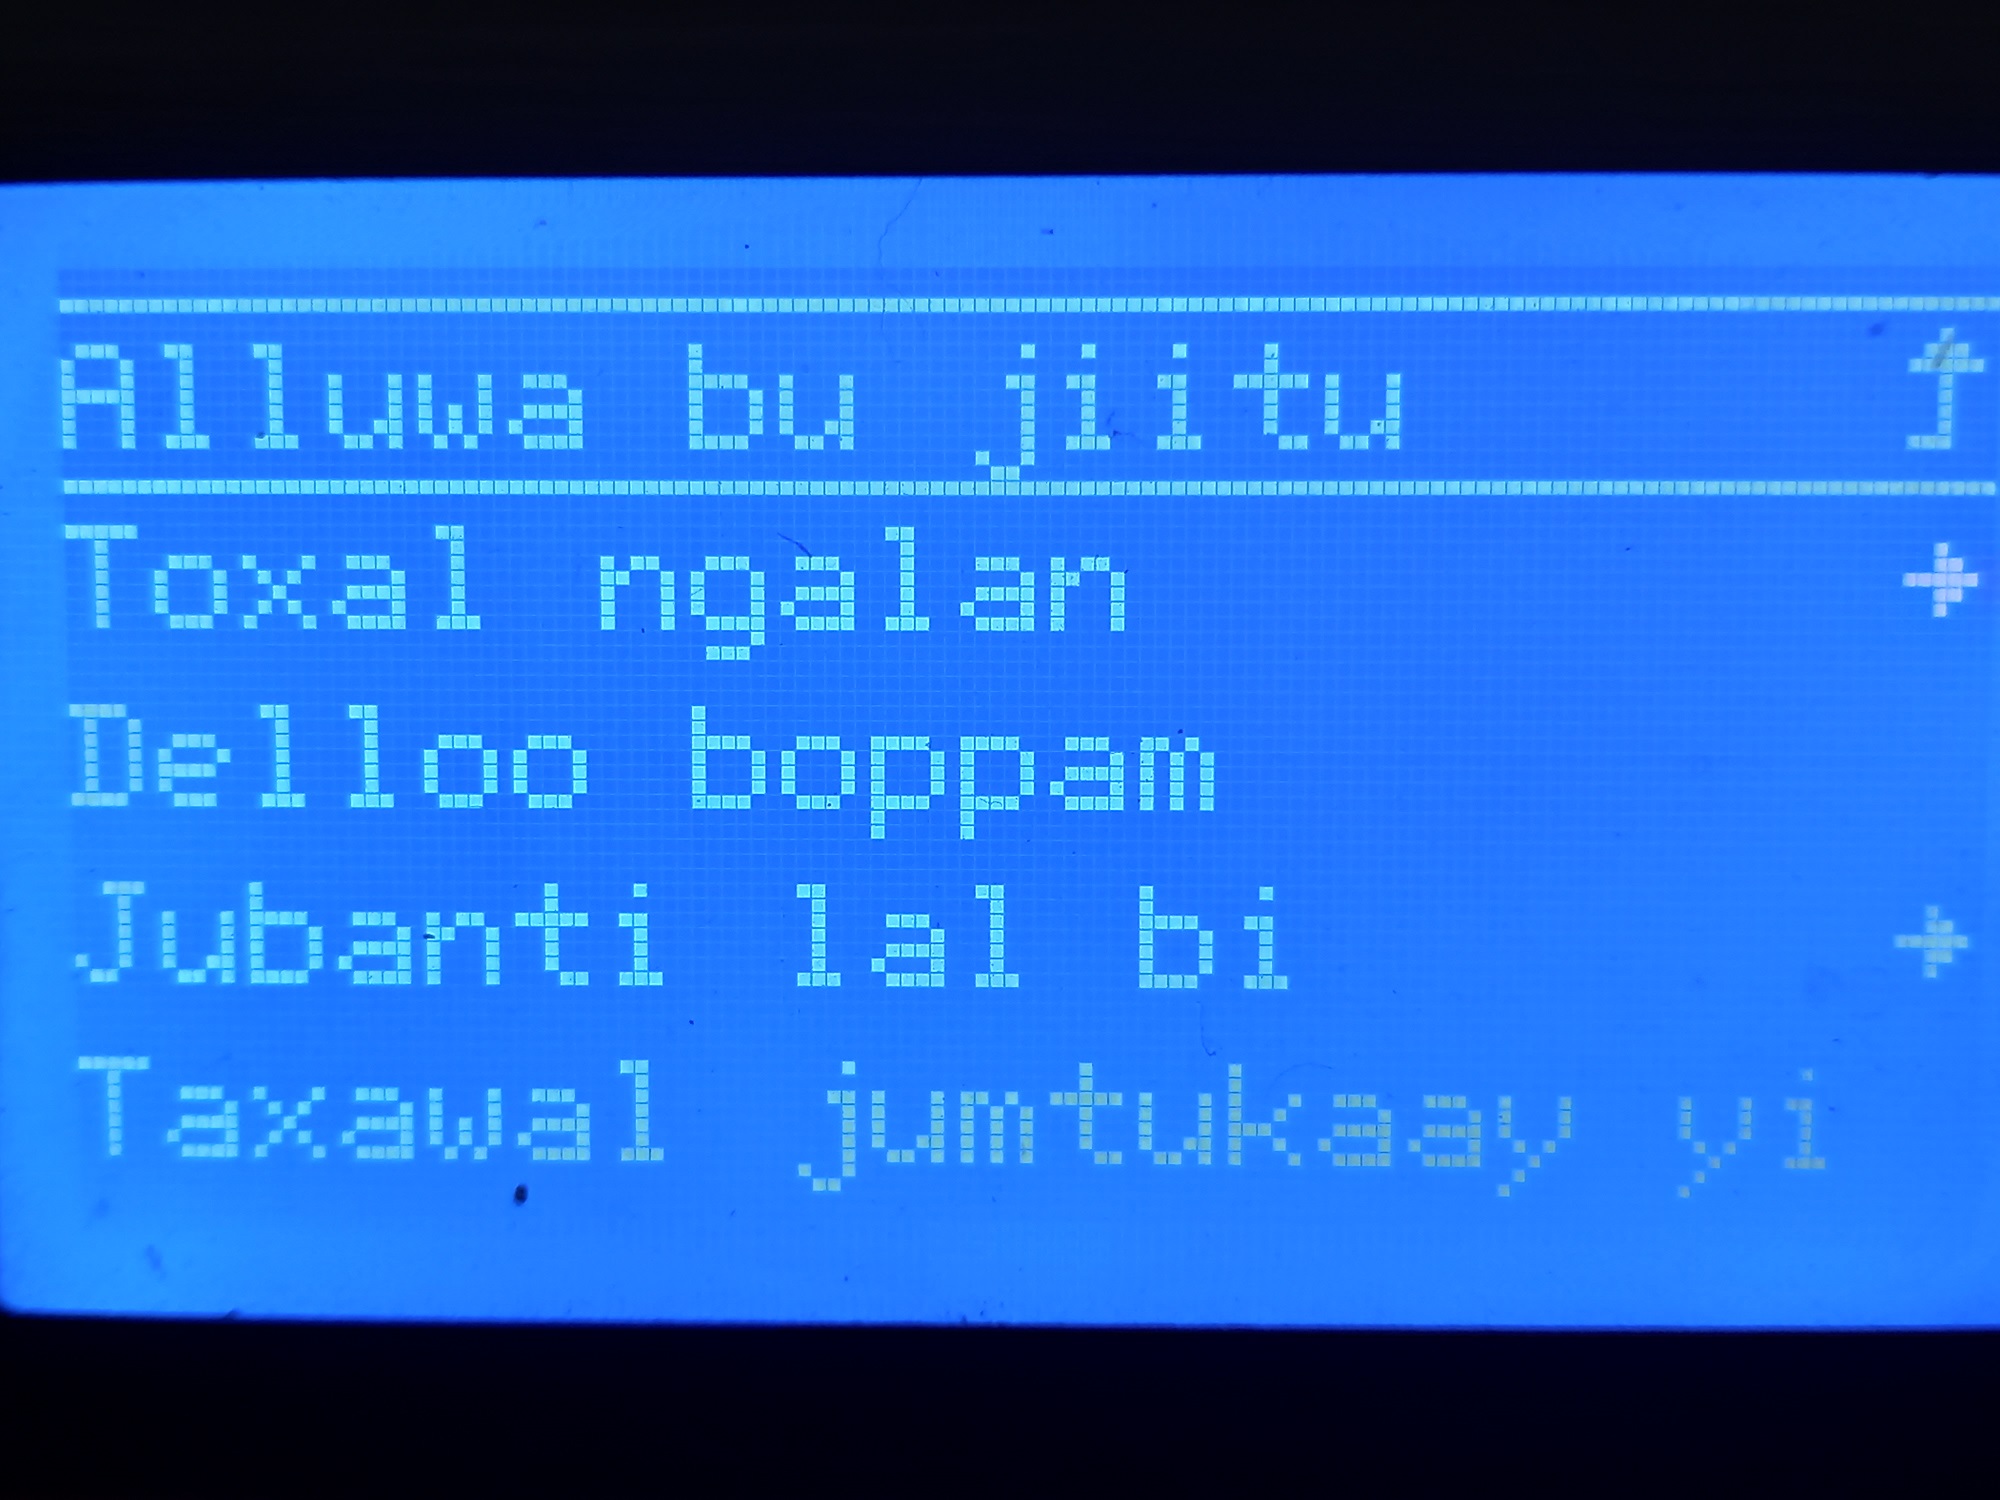 Alluwa bu jiitu
Toxal ngalan
Delloo boppam
Jubanti lal bi
Taxawal jumtukaay yi